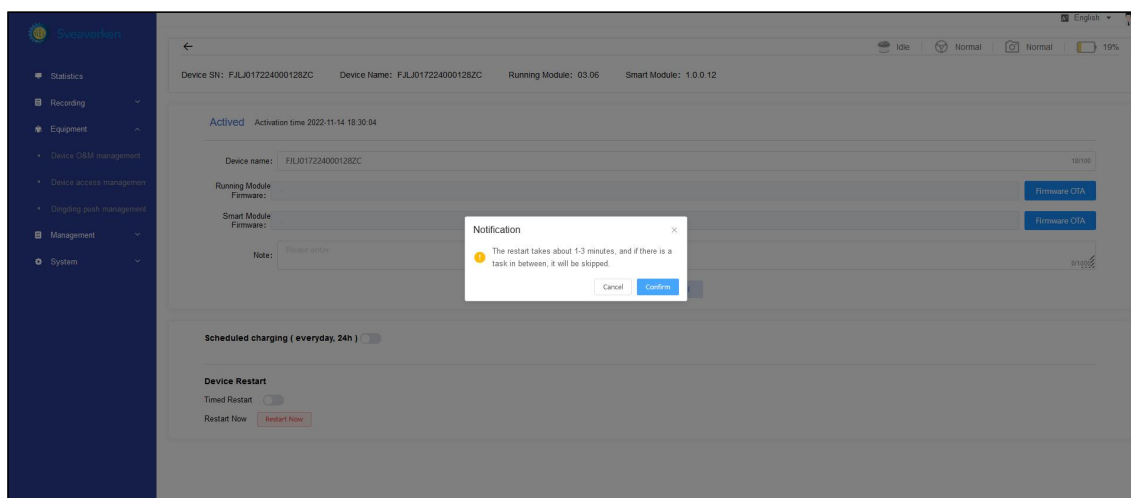 English
Sveaverken
Idle
Normal
Normal
19%
Statistics
Recording
Equipment
Device O&M management
Device access managemen
Dingding push management
Management
System
Device SN: FJLJ017224000128ZC
Device Name: FJLJ017224000128ZC
Running Module: 03.06
Smart Module: 1.0.0.12
Actived
Activation time 2022-11-14 18:30:04
Device name:
FJLJ017224000128ZC
18/100
Running Module
Firmware:
Firmware OTA
Smart Module
Firmware:
Firmware OTA
Note:
Please enter
0/1000
Notification
The restart takes about 1-3 minutes, and if there is a
task in between, it will be skipped.
Cancel
Confirm
Scheduled charging ( everyday, 24h )
Device Restart
Timed Restart
Restart Now
Restart Now